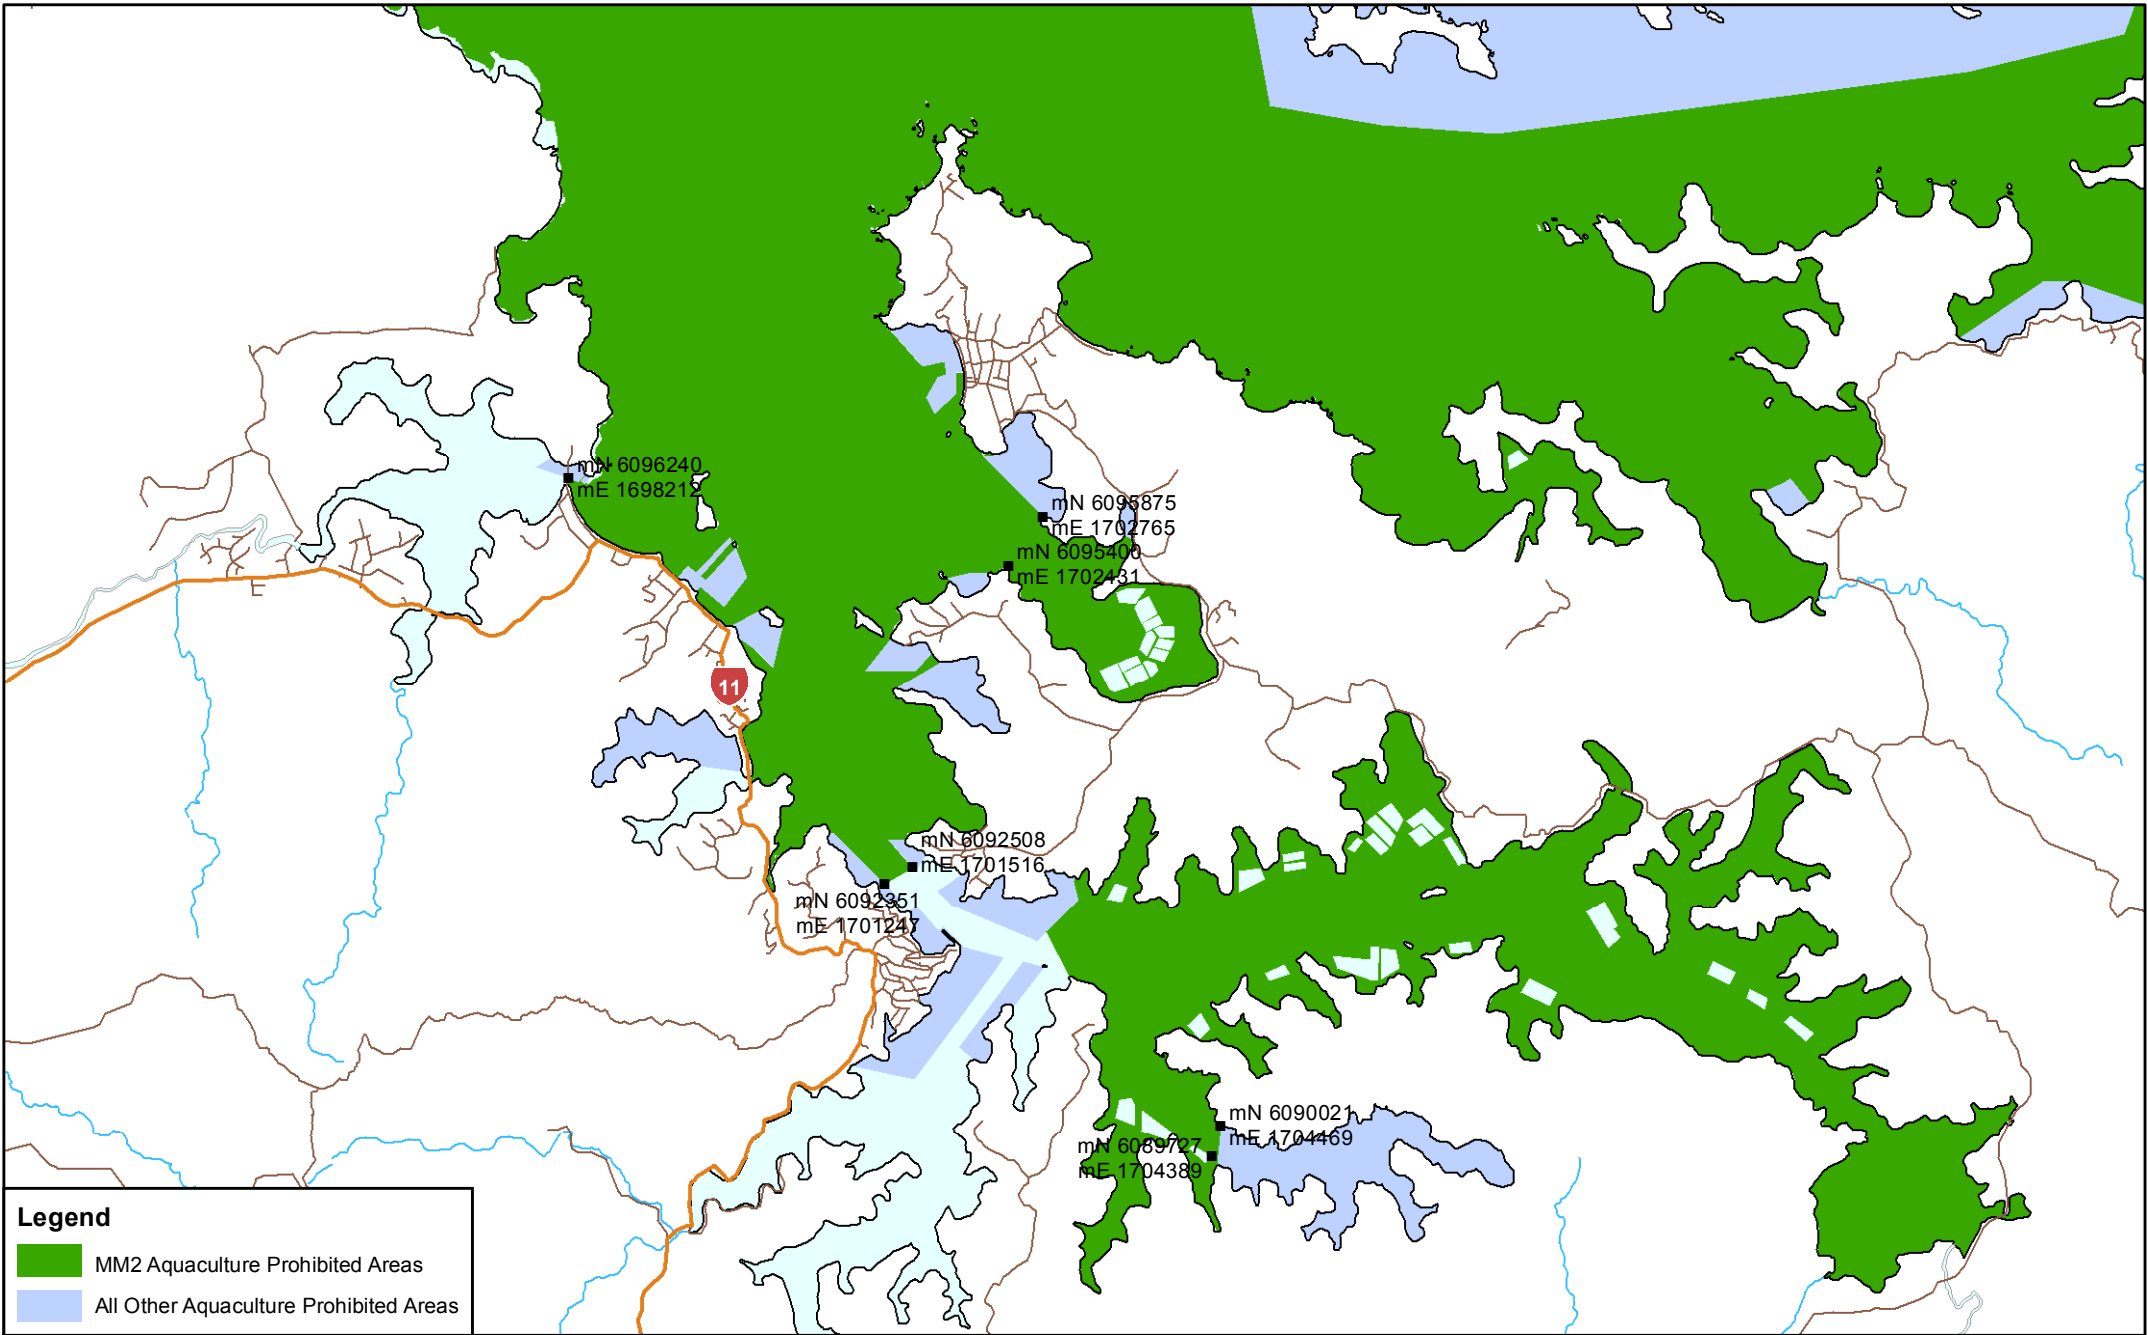 mN 6096240
mE 1698212
mN 6095875
mE 1702765
mN 6095400
mE 1702431
11
mN 6092508
mE 1701516
mN 6092351
mE 1701247
mN 6090021
mE 1704469
mN 6089727
mE 1704389
Legend
MM2 Aquaculture Prohibited Areas
All Other Aquaculture Prohibited Areas